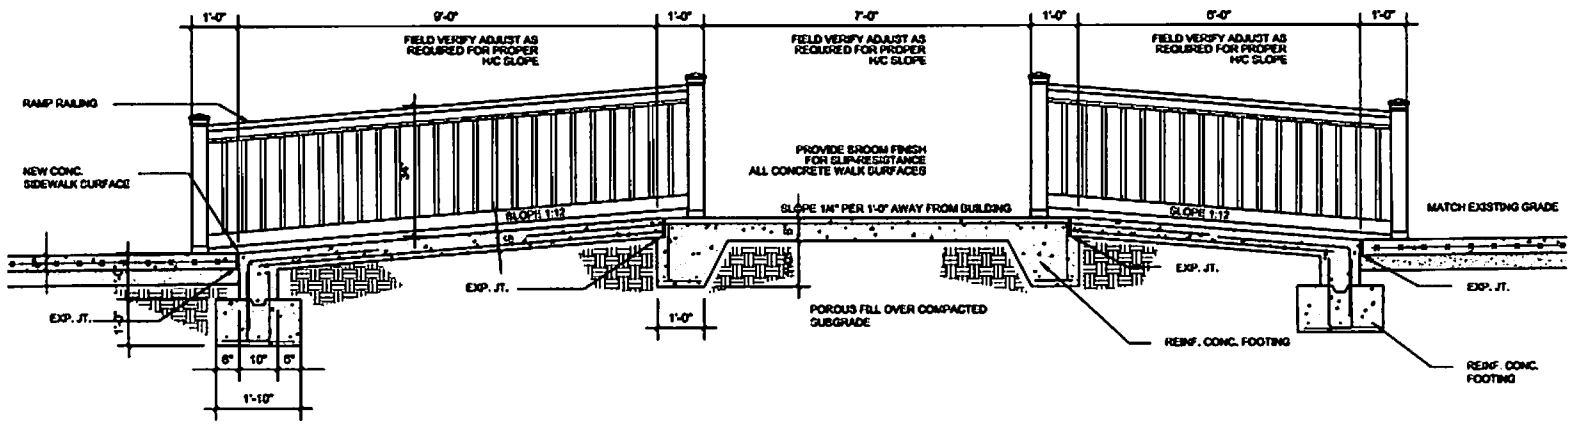 1'-0"
9'-0"
1'-0"
7'-0"
1'-0"
6'-0"
1'-0"
FIELD VERIFY ADJUST AS
REQUIRED FOR PROPER
H/C SLOPE
FIELD VERIFY ADJUST AS
REQUIRED FOR PROPER
H/C SLOPE
FIELD VERIFY ADJUST AS
REQUIRED FOR PROPER
H/C SLOPE
RAMP RAILING
34"
PROVIDE BROOM FINISH
FOR SLIP-RESISTANCE
ALL CONCRETE WALK SURFACES
NEW CONC.
SIDEWALK SURFACE
SLOPE 1:12
SLOPE 1/4" PER 1'-0" AWAY FROM BUILDING
SLOPE 1:12
MATCH EXISTING GRADE
EXP. JT.
EXP. JT.
EXP. JT.
EXP. JT.
POROUS FILL OVER COMPACTED
SUBGRADE
1'-0"
1'-0"
REINF. CONC. FOOTING
6"
10"
6"
REINF. CONC.
FOOTING
1'-10"